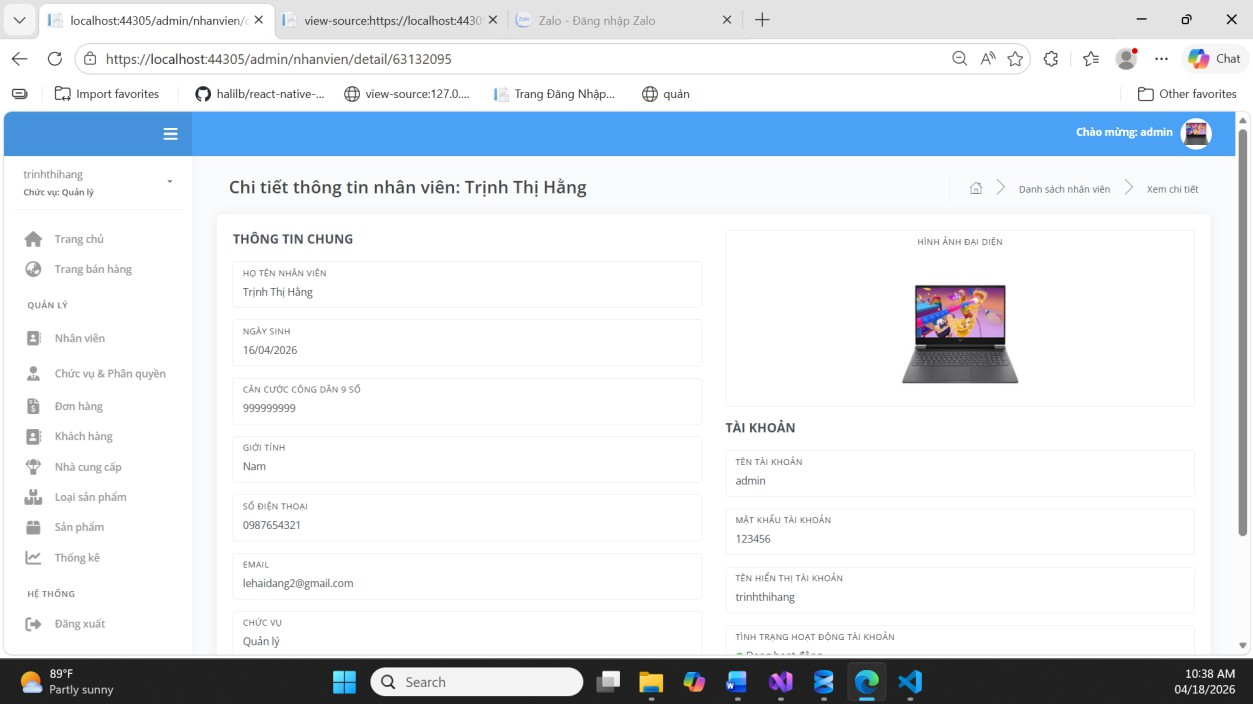 localhost:44305/admin/nhanvien/
view-source:https://localhost:4430
Zalo - Đăng nhập Zalo
https://localhost:44305/admin/nhanvien/detail/63132095
Chat
Import favorites
halilb/react-native-...
view-source:127.0....
Trang Đăng Nhập...
quán
Other favorites
Chào mừng: admin
trinhthihang
Chức vụ: Quản lý
Trang chủ
Trang bán hàng
QUẢN LÝ
Nhân viên
Chức vụ & Phân quyền
Đơn hàng
Khách hàng
Nhà cung cấp
Loại sản phẩm
Sản phẩm
Thống kê
HỆ THỐNG
Đăng xuất
Chi tiết thông tin nhân viên: Trịnh Thị Hằng
Danh sách nhân viên
Xem chi tiết
THÔNG TIN CHUNG
HỌ TÊN NHÂN VIÊN
Trịnh Thị Hằng
NGÀY SINH
16/04/2026
CĂN CƯỚC CÔNG DÂN 9 SỐ
999999999
GIỚI TÍNH
Nam
SỐ ĐIỆN THOẠI
0987654321
EMAIL
lehaidang2@gmail.com
CHỨC VỤ
Quản lý
HÌNH ẢNH ĐẠI DIỆN
TÀI KHOẢN
TÊN TÀI KHOẢN
admin
MẬT KHẨU TÀI KHOẢN
123456
TÊN HIỂN THỊ TÀI KHOẢN
trinhthihang
TÌNH TRẠNG HOẠT ĐỘNG TÀI KHOẢN
Đang hoạt động
89°F
Partly sunny
Search
10:38 AM
04/18/2026